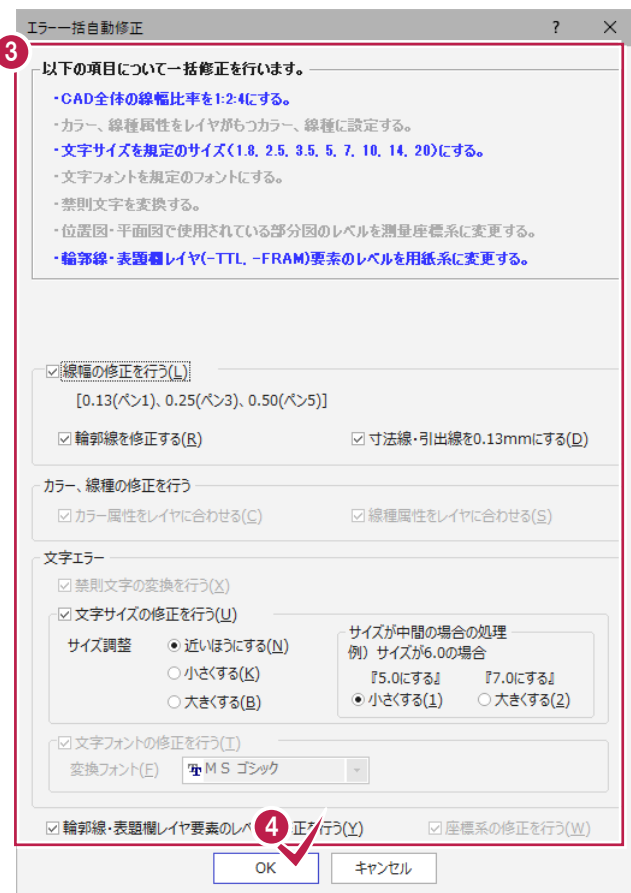 エラー一括自動修正 ?
3
以下の項目について一括修正を行います。
・CAD全体の線幅比率を1:2:4にする。
・カラー、線種属性をレイヤがもつカラー、線種に設定する。
・文字サイズを規定のサイズ(1.8, 2.5, 3.5, 5, 7, 10, 14, 20)にする。
・文字フォントを規定のフォントにする。
・禁則文字を変換する。
・位置図・平面図で使用されている部分図のレベルを測量座標系に変更する。
・輪郭線・表題欄レイヤ(-TTL, -FRAM)要素のレベルを用紙系に変更する。
線幅の修正を行う(L)
[0.13(ペン1)、0.25(ペン3)、0.50(ペン5)]
輪郭線を修正する(R) 寸法線・引出線を0.13mmにする(D)
カラー、線種の修正を行う
カラー属性をレイヤに合わせる(C) 線種属性をレイヤに合わせる(S)
文字エラー
禁則文字の変換を行う(X)
文字サイズの修正を行う(U)
サイズ調整 近いほうにする(N)
小さくする(K)
大きくする(B)
サイズが中間の場合の処理
例）サイズが6.0の場合
『5.0にする』 『7.0にする』
小さくする(1) 大きくする(2)
文字フォントの修正を行う(T)
変換フォント(F) ＭＳ ゴシック
輪郭線・表題欄レイヤ要素のレベ 4 正を行う(Y) 座標系の修正を行う(W)
OK キャンセル